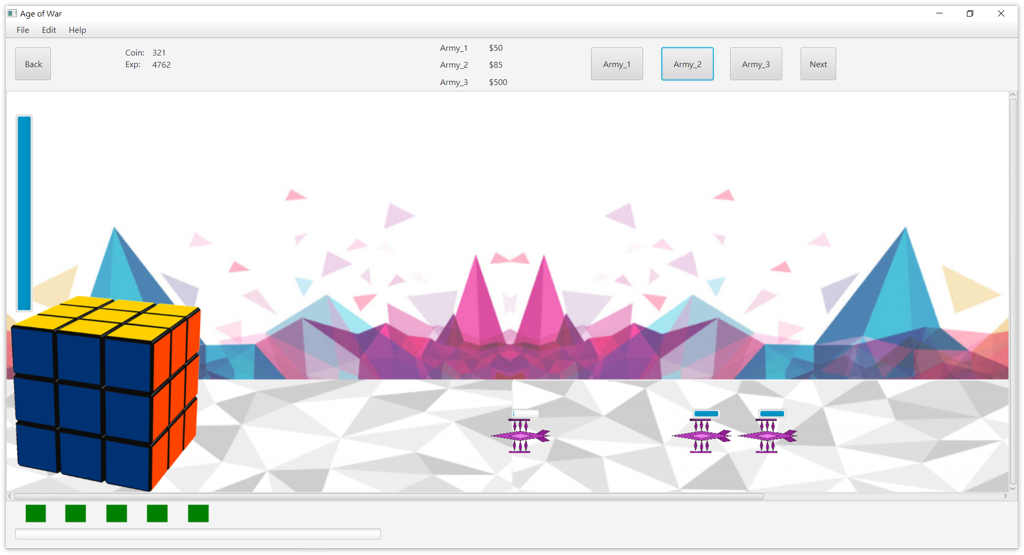 Age of War
File Edit Help
Back
Coin: 321
Exp: 4762
Army_1 $50
Army_2 $85
Army_3 $500
Army_1 Army_2 Army_3 Next